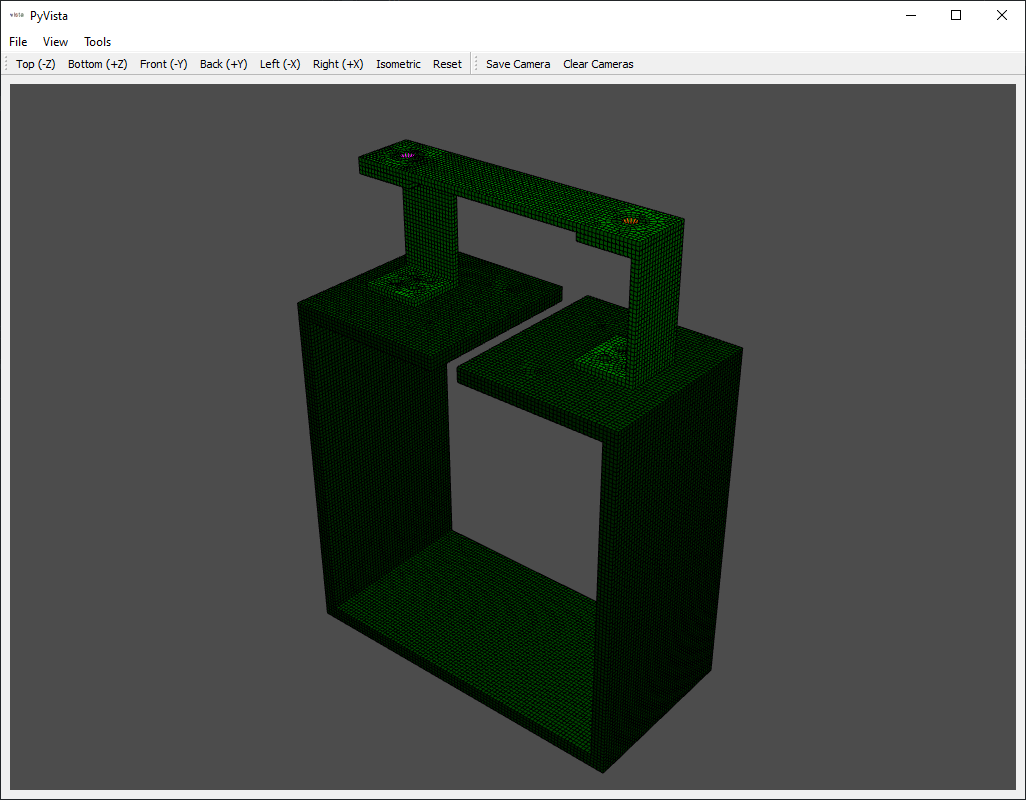 PyVista
File View Tools
Top (-Z) Bottom (+Z) Front (-Y) Back (+Y) Left (-X) Right (+X) Isometric Reset Save Camera Clear Cameras